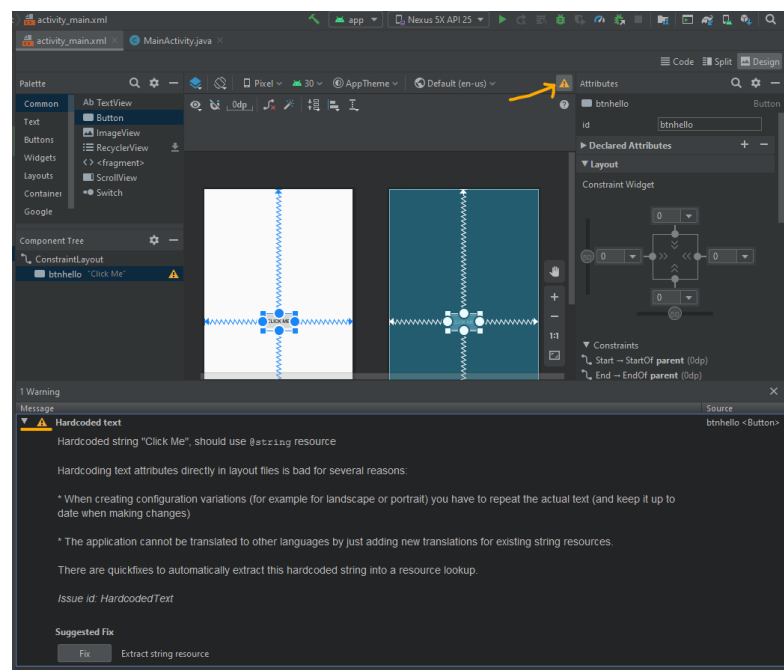 activity_main.xml
app
Nexus 5X API 25
activity_main.xml
MainActivity.java
Code Split Design
Palette
Pixel 30 AppTheme Default (en-us)
Attributes
Common
Text
Buttons
Widgets
Layouts
Container
Google
Ab TextView
Button
ImageView
RecyclerView
<> <fragment>
ScrollView
Switch
0dp
btnhello Button
id btnhello
Declared Attributes
Layout
Constraint Widget
0
0
0
0
Component Tree
ConstraintLayout
btnhello "Click Me"
CLICK ME
1:1
Constraints
Start → StartOf parent (0dp)
End → EndOf parent (0dp)
1 Warning
Message Source
Hardcoded text btnhello <Button>
Hardcoded string "Click Me", should use @string resource
Hardcoding text attributes directly in layout files is bad for several reasons:
* When creating configuration variations (for example for landscape or portrait) you have to repeat the actual text (and keep it up to
date when making changes)
* The application cannot be translated to other languages by just adding new translations for existing string resources.
There are quickfixes to automatically extract this hardcoded string into a resource lookup.
Issue id: HardcodedText
Suggested Fix
Fix Extract string resource